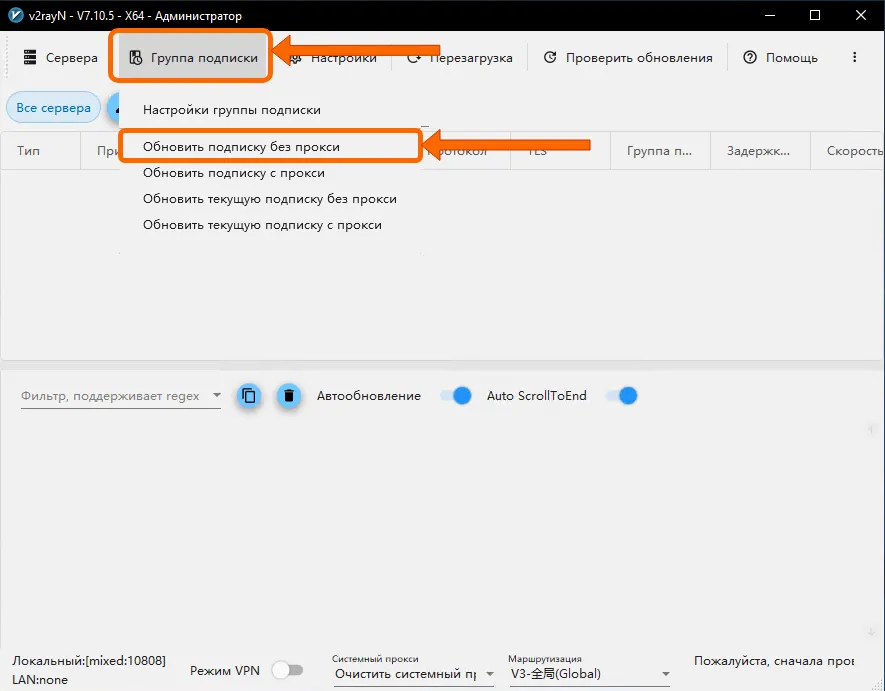 v2rayN - V7.10.5 - X64 - Администратор
Сервера
Группа подписки
Настройки
Перезагрузка
Проверить обновления
Помощь
Все сервера
Настройки группы подписки
Обновить подписку без прокси
Обновить подписку с прокси
Обновить текущую подписку без прокси
Обновить текущую подписку с прокси
Тип
При
TLS
Группа п...
Задержк...
Скорость
Фильтр, поддерживает regex
Автообновление
Auto ScrollToEnd
Локальный:[mixed:10808]
LAN:none
Режим VPN
Системный прокси
Очистить системный пр
Маршрутизация
V3-全局(Global)
Пожалуйста, сначала пров